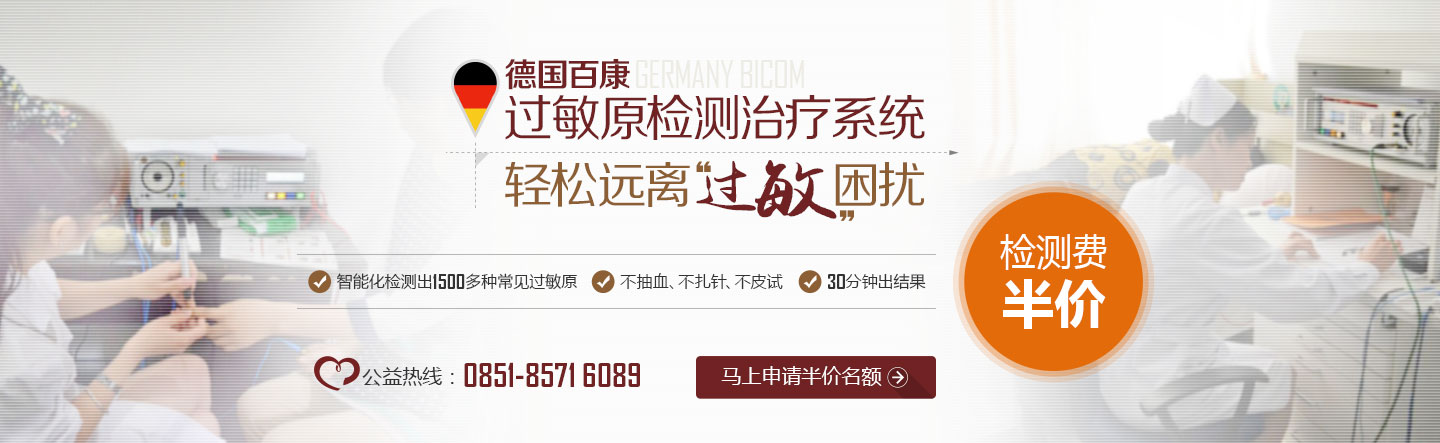 德国百康 GERMANY BICOM
过敏原检测治疗系统
轻松远离“过敏困扰”
智能化检测出1500多种常见过敏原 不抽血、不扎针、不皮试 30分钟出结果
检测费
半价
公益热线：0851-8571 6089
马上申请半价名额